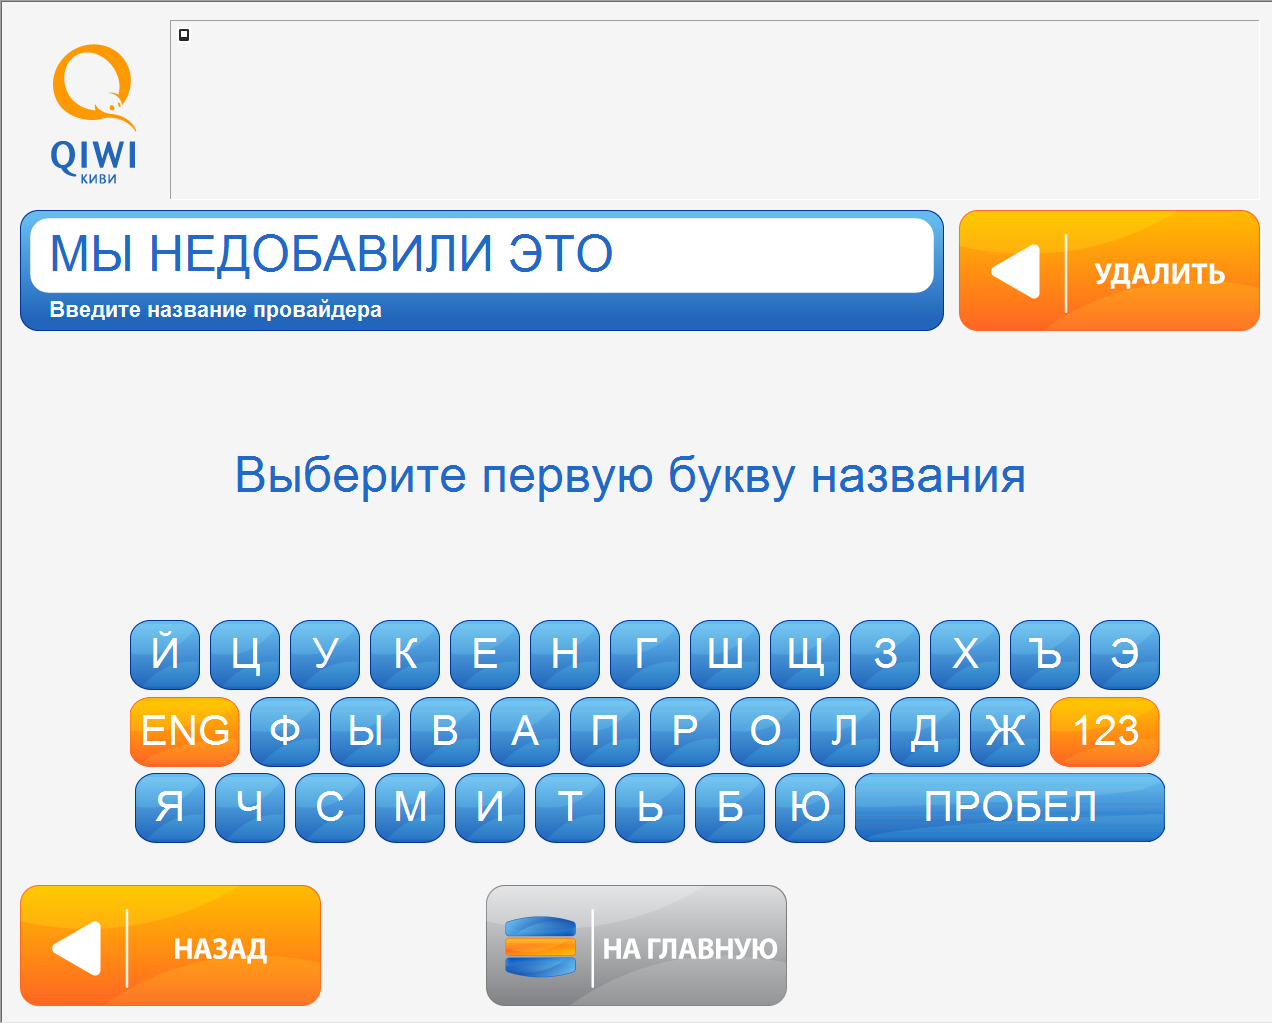 QIWI
КИВИ
МЫ НЕДОБАВИЛИ ЭТО
Введите название провайдера
УДАЛИТЬ
Выберите первую букву названия
Й Ц У К Е Н Г Ш Щ З Х Ъ Э
ENG Ф Ы В А П Р О Л Д Ж 123
Я Ч С М И Т Ь Б Ю ПРОБЕЛ
НАЗАД
НА ГЛАВНУЮ